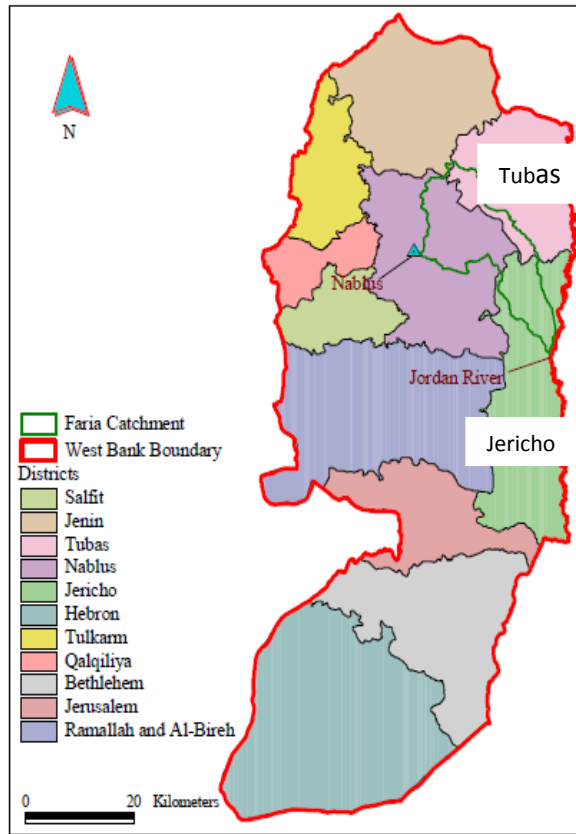 N
Tubas
Nablus
Jordan River
Jericho
Faria Catchment
West Bank Boundary
Districts
Salfit
Jenin
Tubas
Nablus
Jericho
Hebron
Tulkarm
Qalqiliya
Bethlehem
Jerusalem
Ramallah and Al-Bireh
0 20 Kilometers